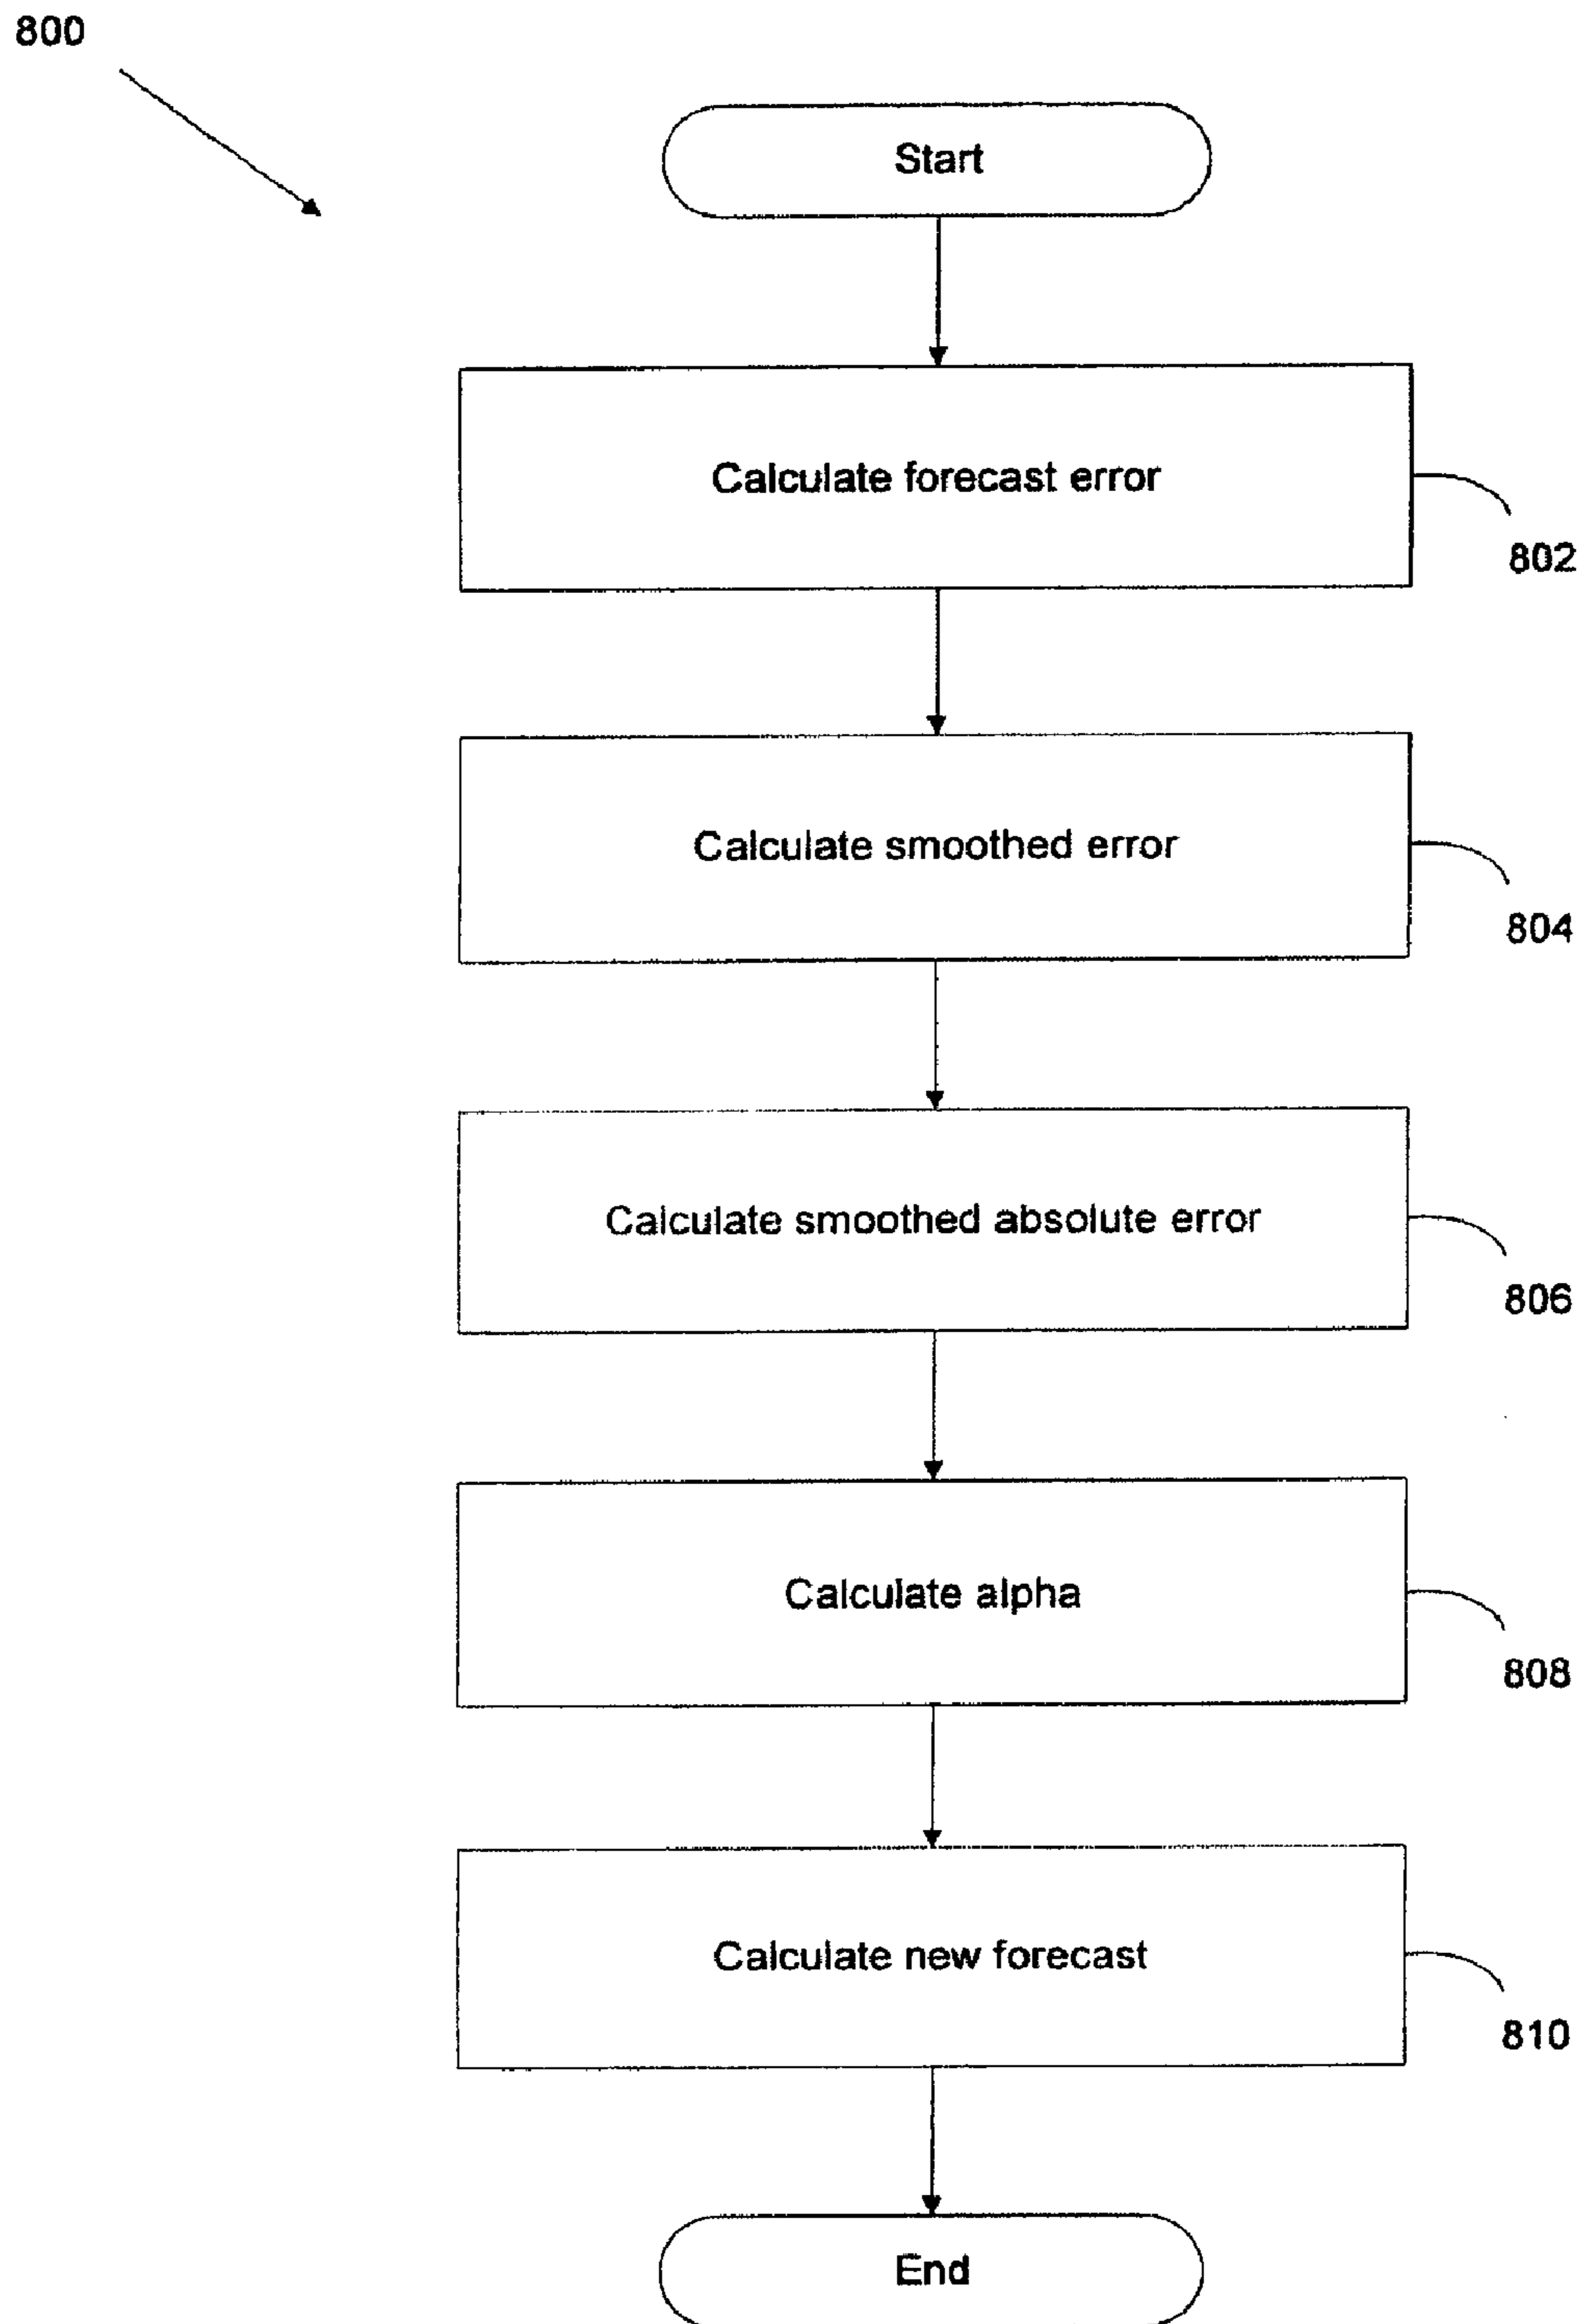 800
Start
Calculate forecast error
802
Calculate smoothed error
804
Calculate smoothed absolute error
806
Calculate alpha
808
Calculate new forecast
810
End